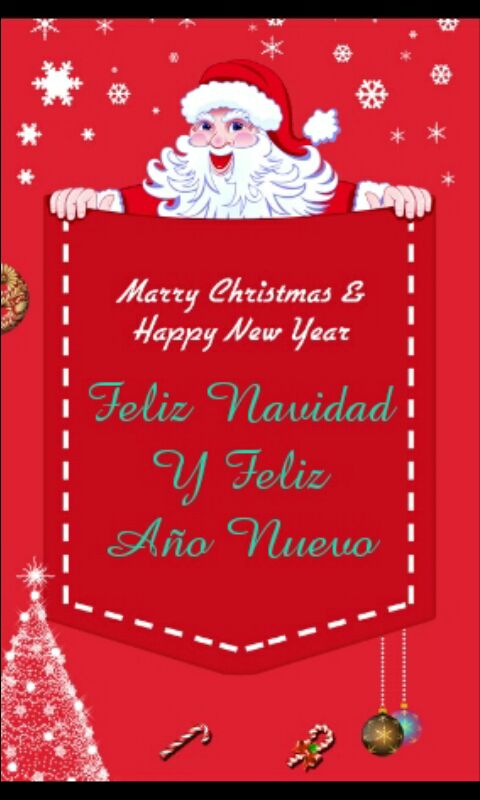 Marry Christmas &
Happy New Year
Feliz Navidad
Y Feliz
Año Nuevo